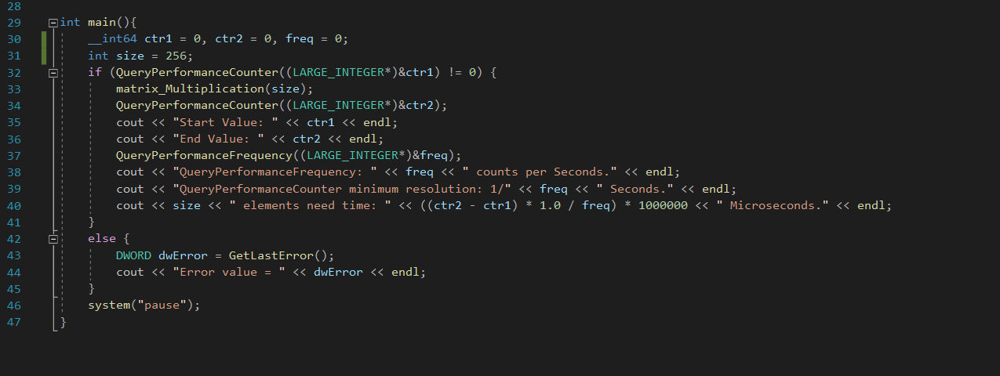 28
29 int main(){
30 __int64 ctr1 = 0, ctr2 = 0, freq = 0;
31 int size = 256;
32 if (QueryPerformanceCounter((LARGE_INTEGER*)&ctr1) != 0) {
33 matrix_Multiplication(size);
34 QueryPerformanceCounter((LARGE_INTEGER*)&ctr2);
35 cout << "Start Value: " << ctr1 << endl;
36 cout << "End Value: " << ctr2 << endl;
37 QueryPerformanceFrequency((LARGE_INTEGER*)&freq);
38 cout << "QueryPerformanceFrequency: " << freq << " counts per Seconds." << endl;
39 cout << "QueryPerformanceCounter minimum resolution: 1/" << freq << " Seconds." << endl;
40 cout << size << " elements need time: " << ((ctr2 - ctr1) * 1.0 / freq) * 1000000 << " Microseconds." << endl;
41 }
42 else {
43 DWORD dwError = GetLastError();
44 cout << "Error value = " << dwError << endl;
45 }
46 system("pause");
47 }